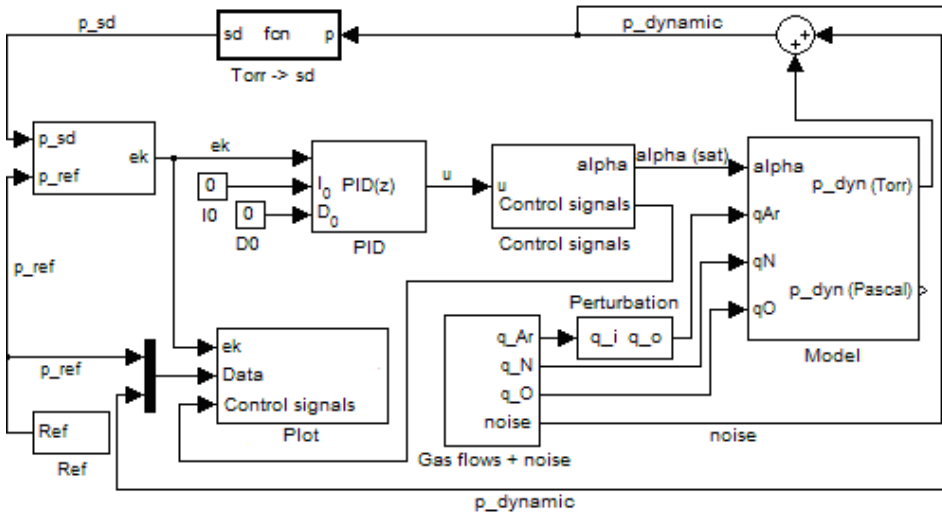 p_sd
sd fcn p
Torr -> sd
p_dynamic
+
+
p_sd
p_ref
ek
ek
I_0
D_0
PID(z)
PID
0
I0
0
D0
u
u
alpha
Control signals
Control signals
alpha (sat)
alpha
qAr
qN
qO
p_dyn (Torr)
p_dyn (Pascal)
Model
p_ref
p_ref
Ref
Ref
ek
Data
Control signals
Plot
Perturbation
q_i q_o
q_Ar
q_N
q_O
noise
Gas flows + noise
noise
p_dynamic